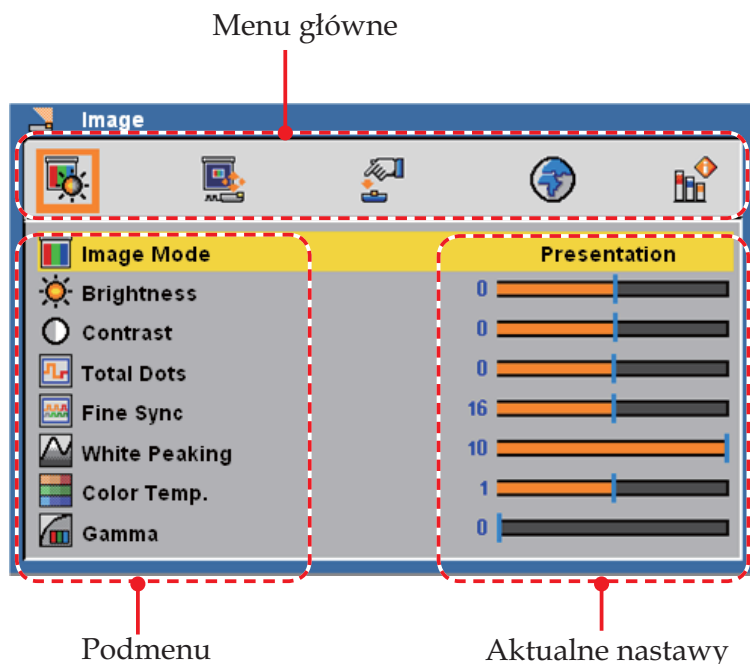 Menu główne
Image
Image Mode Presentation
Brightness 0
Contrast 0
Total Dots 0
Fine Sync 16
White Peaking 10
Color Temp. 1
Gamma 0
Podmenu Aktualne nastawy